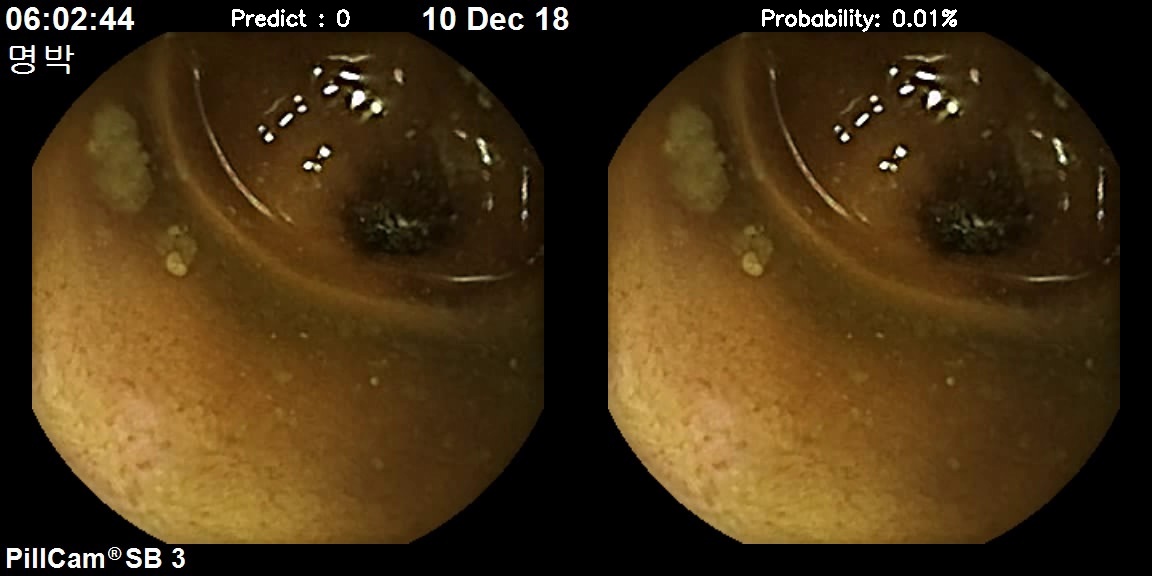 06:02:44
Predict : 0
10 Dec 18
Probability: 0.01%
명박
PillCam® SB 3